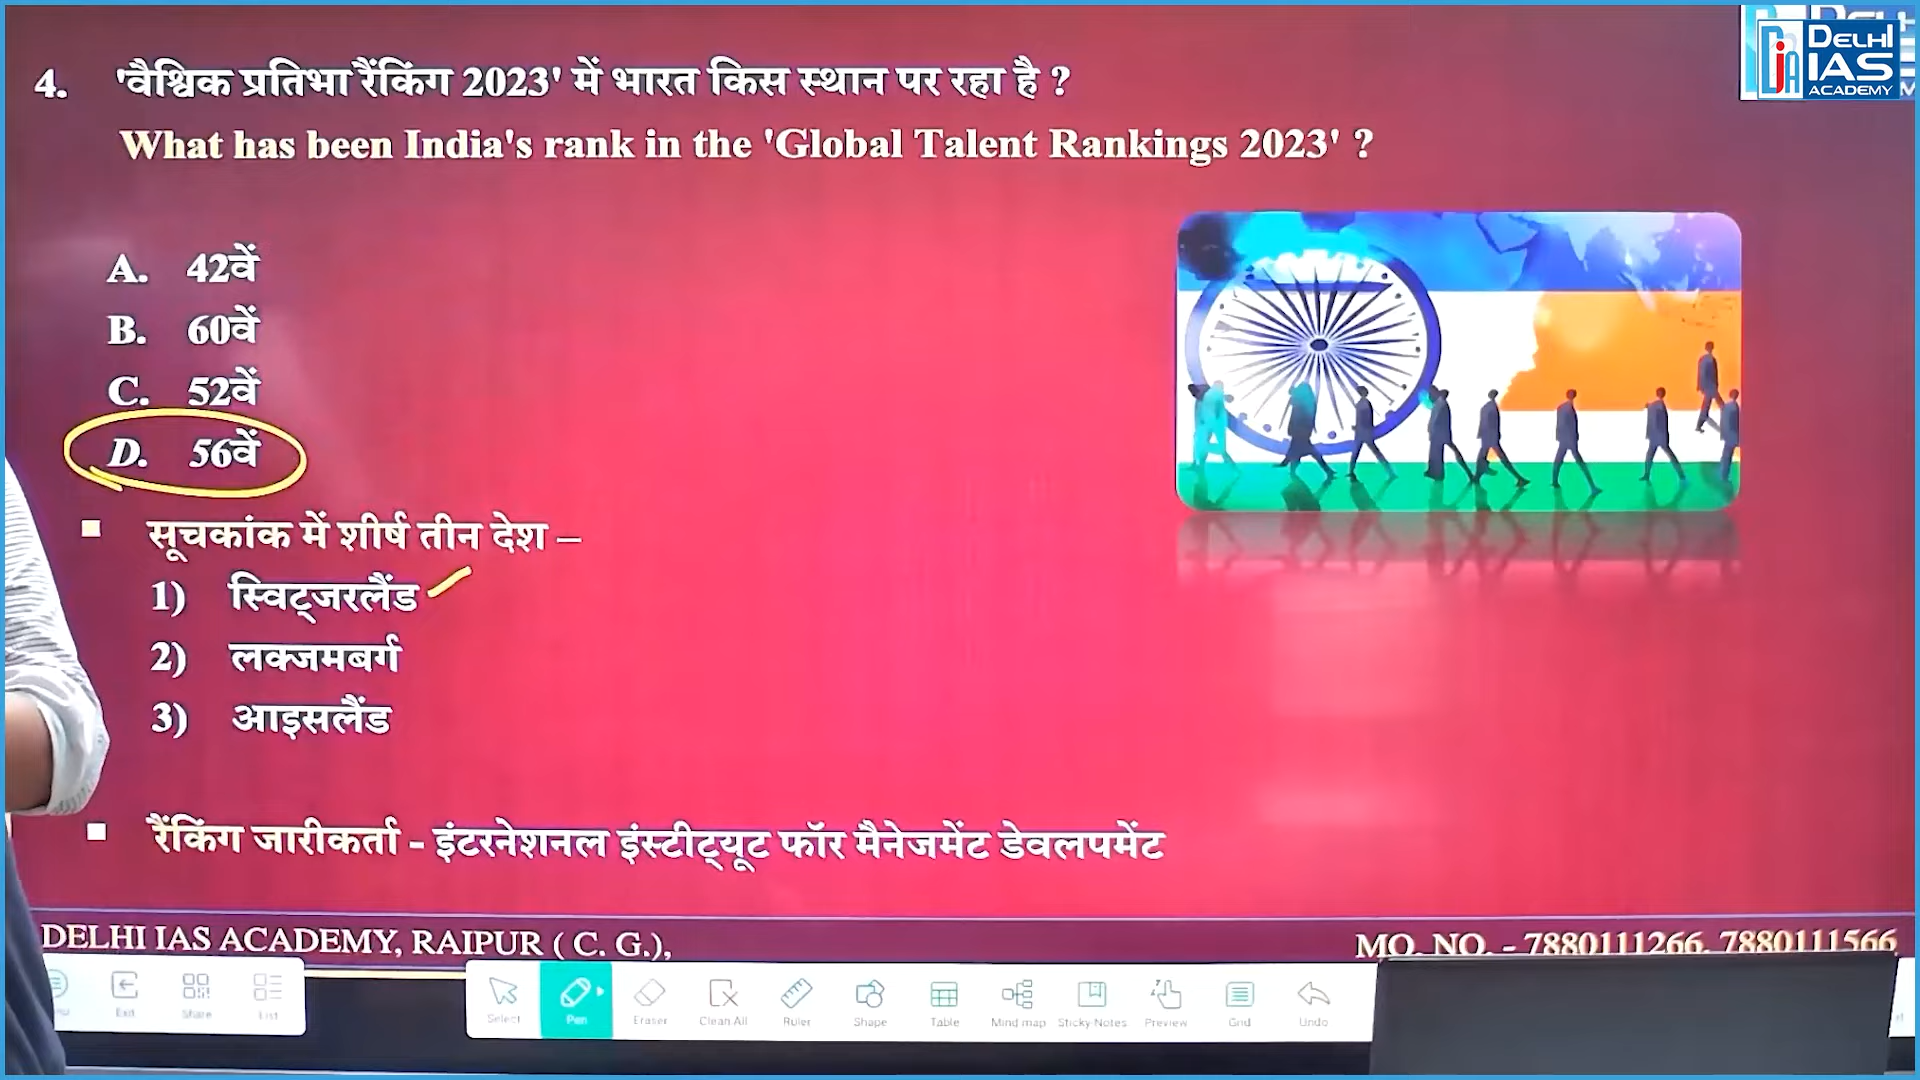 DELHI
IAS
ACADEMY
4. 'वैश्विक प्रतिभा रैंकिंग 2023' में भारत किस स्थान पर रहा है ?
What has been India's rank in the 'Global Talent Rankings 2023' ?
A. 42वें
B. 60वें
C. 52वें
D. 56वें
सूचकांक में शीर्ष तीन देश –
1) स्विट्जरलैंड
2) लक्जमबर्ग
3) आइसलैंड
रैंकिंग जारीकर्ता - इंटरनेशनल इंस्टीट्यूट फॉर मैनेजमेंट डेवलपमेंट
DELHI IAS ACADEMY, RAIPUR ( C. G.), MO. NO. - 7880111266, 7880111566
Exit Share List Select Pen Eraser Clean All Ruler Shape Table Mind map Sticky Notes Preview Grid Undo